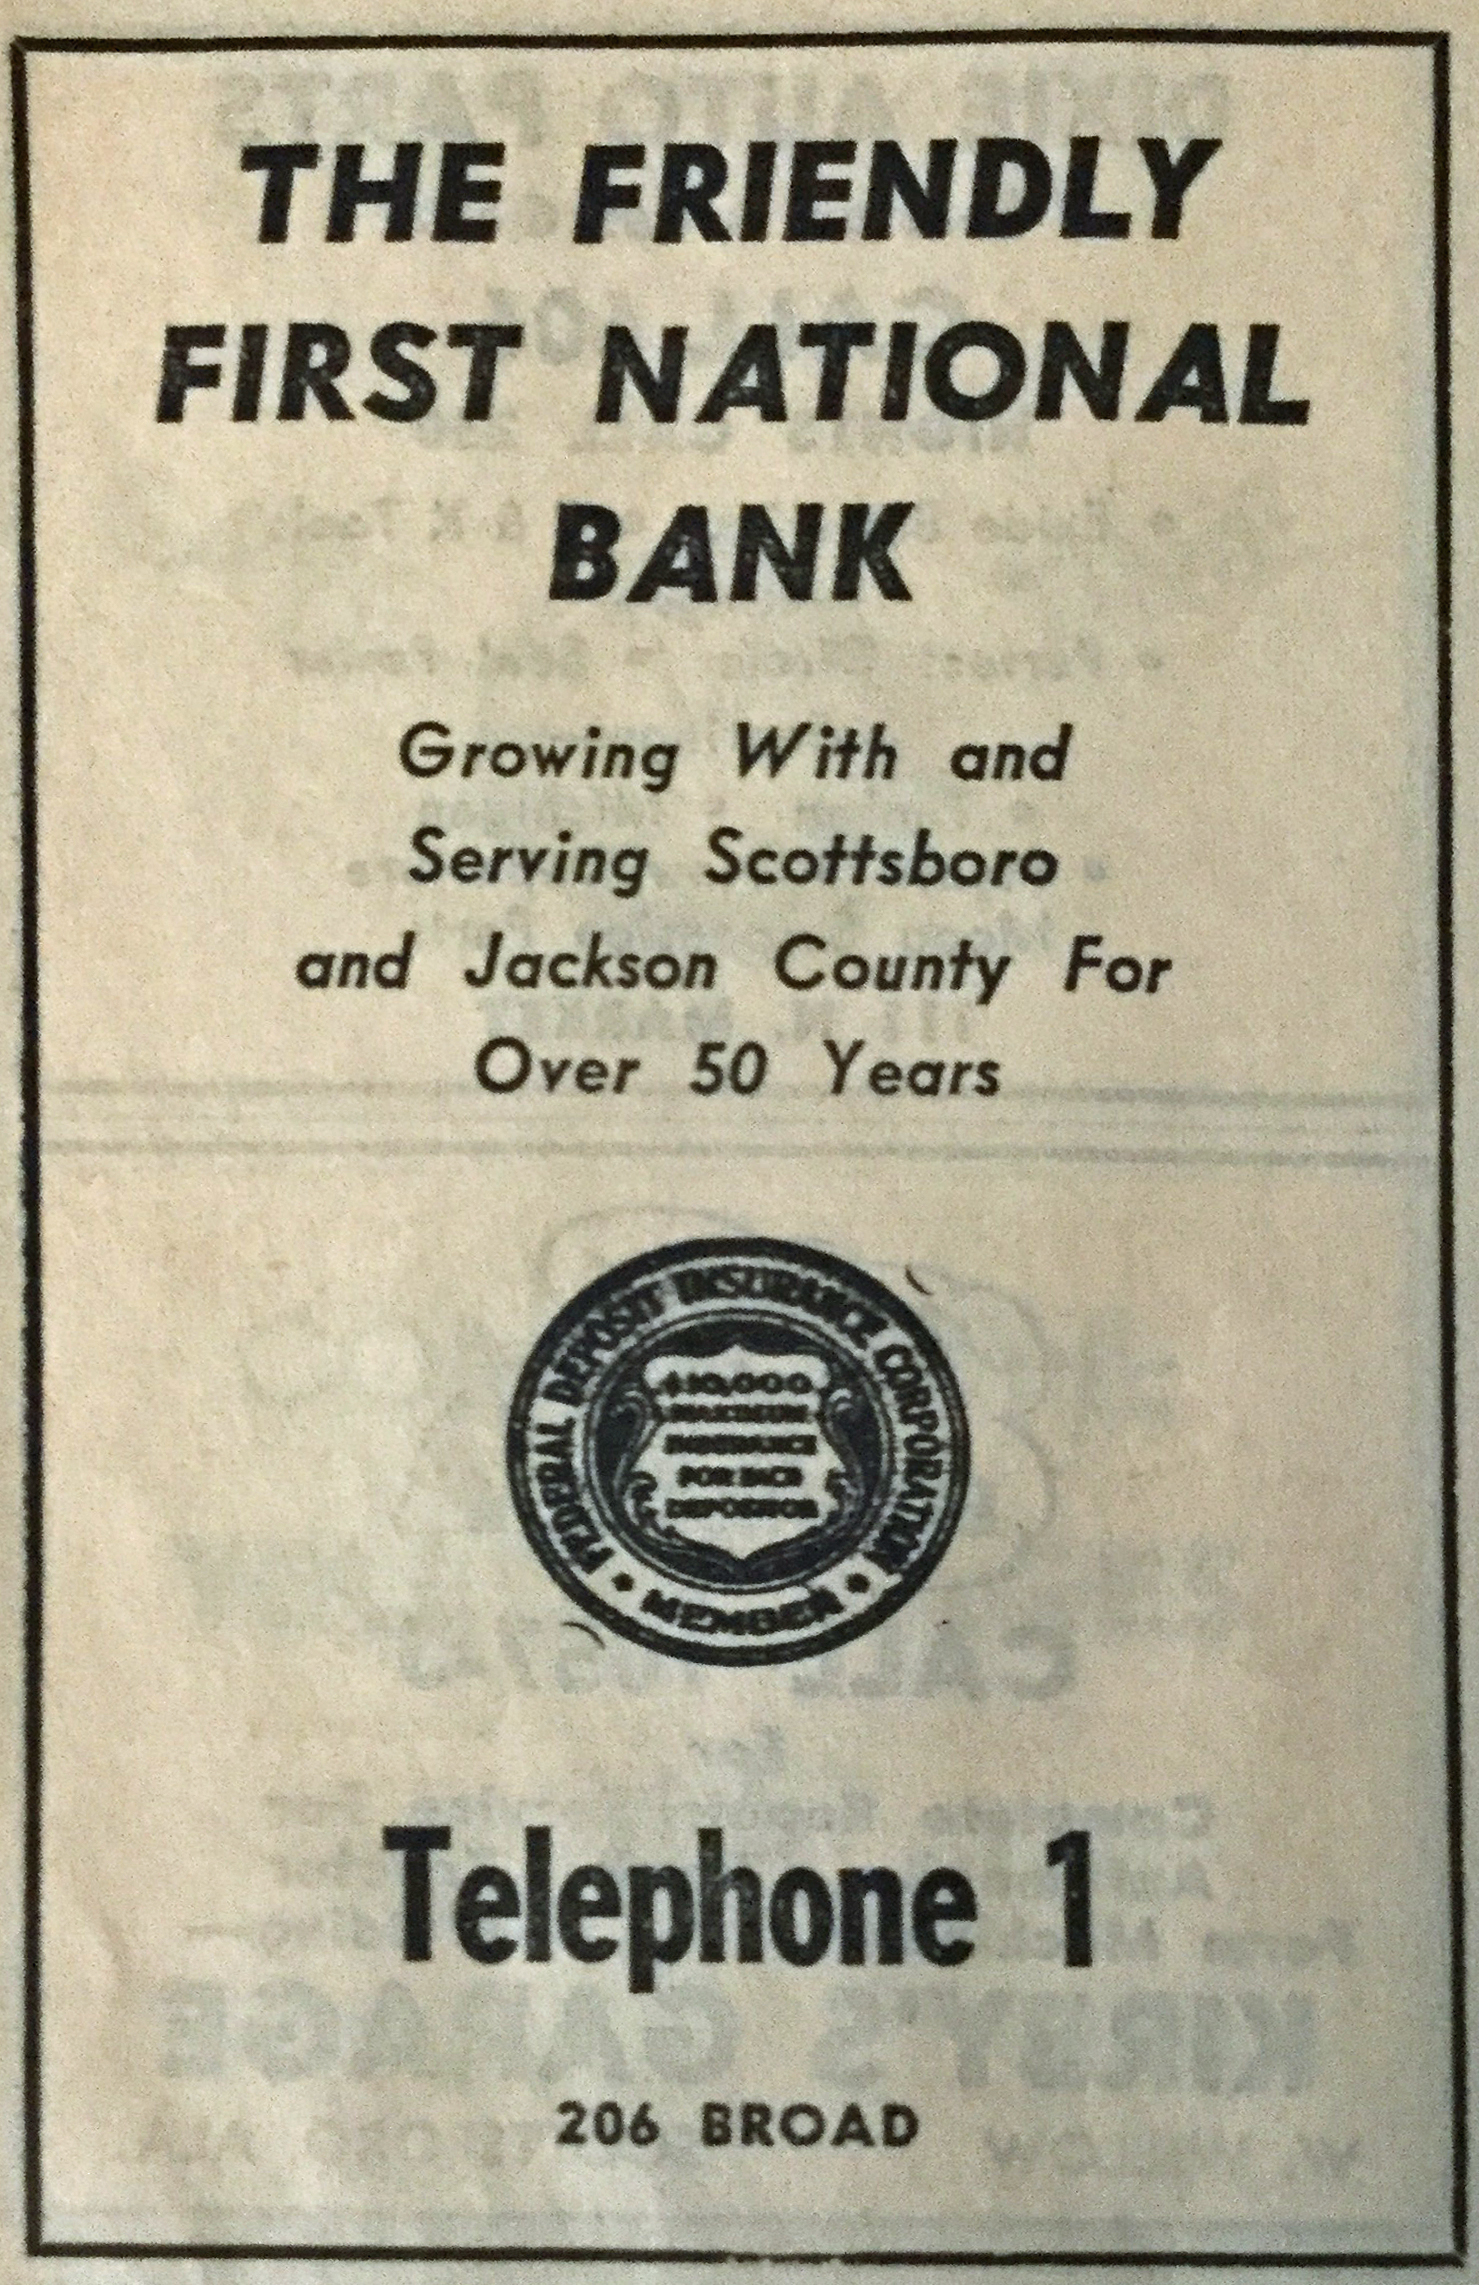 THE FRIENDLY
FIRST NATIONAL
BANK
Growing With and
Serving Scottsboro
and Jackson County For
Over 50 Years
FEDERAL DEPOSIT INSURANCE CORPORATION
$10,000
MAXIMUM
INSURANCE
FOR EACH
DEPOSITOR
• MEMBER •
Telephone 1
206 BROAD